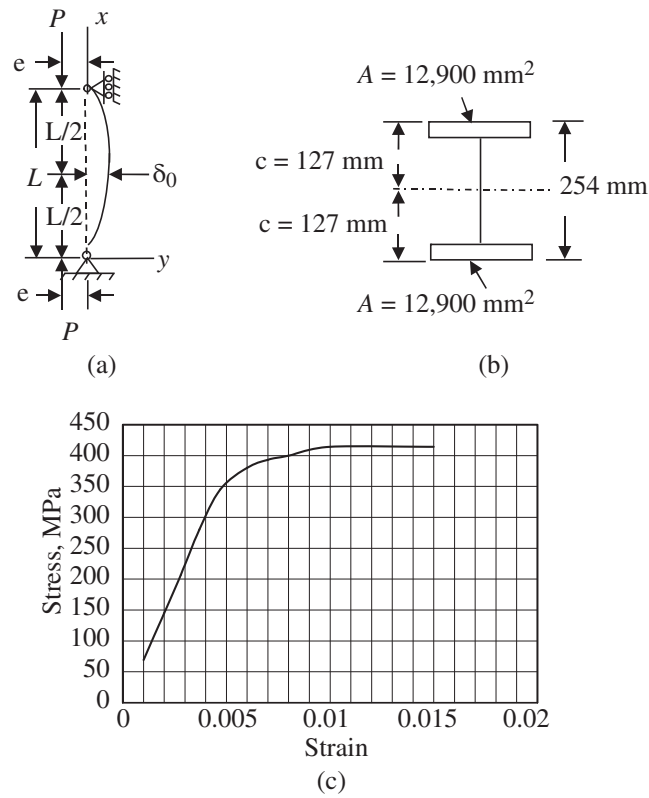 P
x
e
L/2
L
δ₀
L/2
y
e
P
(a)
A = 12,900 mm²
c = 127 mm
254 mm
c = 127 mm
A = 12,900 mm²
(b)
450
400
350
300
250
200
150
100
50
0
Stress, MPa
0 0.005 0.01 0.015 0.02
Strain
(c)